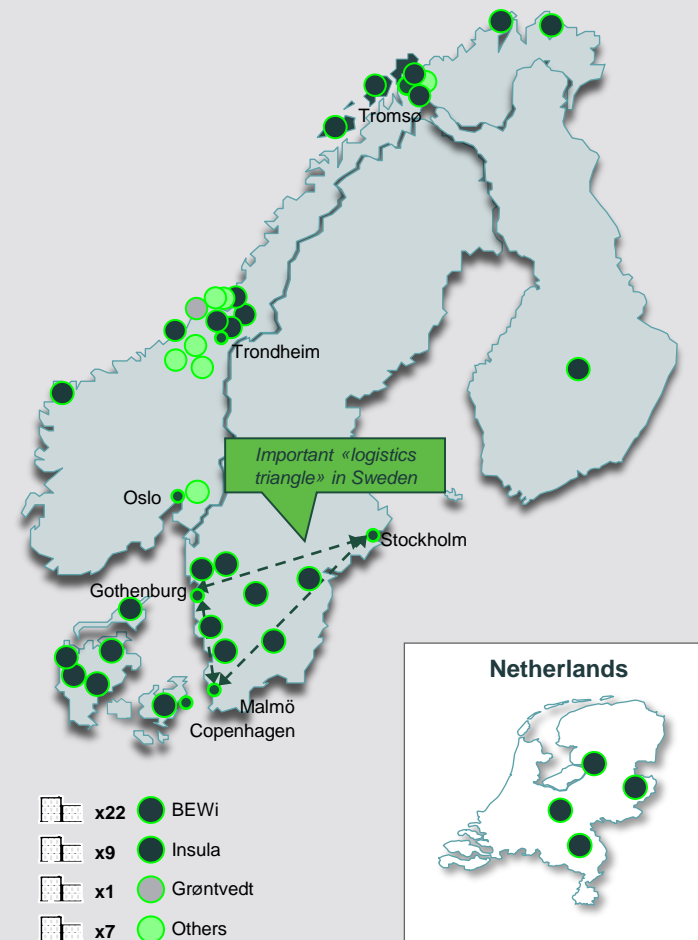 Tromsø
Trondheim
Important «logistics
triangle» in Sweden
Oslo
Stockholm
Gothenburg
Malmö
Copenhagen
Netherlands
x22 BEWi
x9 Insula
x1 Grøntvedt
x7 Others